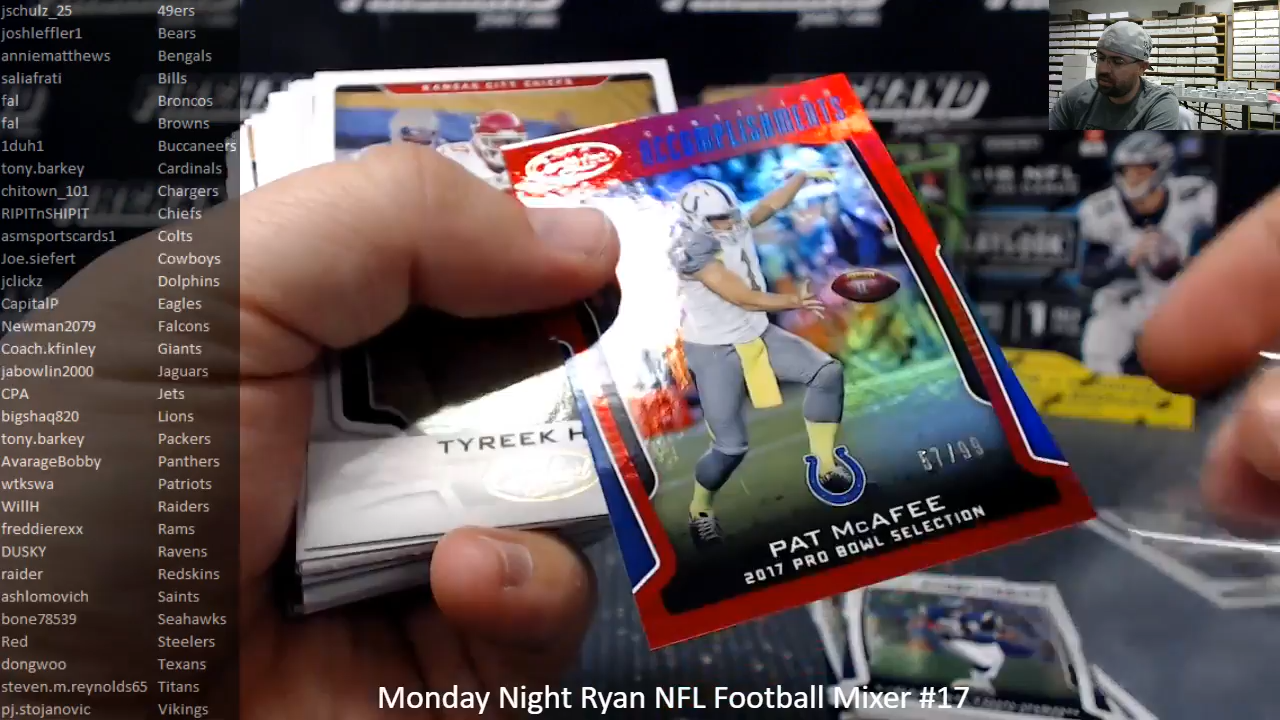 jschulz_25 49ers
joshleffler1 Bears
anniematthews Bengals
saliafrati Bills
fal Broncos
fal Browns
1duh1 Buccaneers
tony.barkey Cardinals
chitown_101 Chargers
RIPITnSHIPIT Chiefs
asmsportscards1 Colts
Joe.siefert Cowboys
jclickz Dolphins
CapitalP Eagles
Newman2079 Falcons
Coach.kfinley Giants
jabowlin2000 Jaguars
CPA Jets
bigshaq820 Lions
tony.barkey Packers
AvarageBobby Panthers
wtkswa Patriots
WillH Raiders
freddierexx Rams
DUSKY Ravens
raider Redskins
ashlomovich Saints
bone78539 Seahawks
Red Steelers
dongwoo Texans
steven.m.reynolds65 Titans
pj.stojanovic Vikings
KANSAS CITY CHIEFS
CERTIFIED
ACCOMPLISHMENTS
Certified
TYREEK H
57/99
PAT McAFEE
2017 PRO BOWL SELECTION
Monday Night Ryan NFL Football Mixer #17